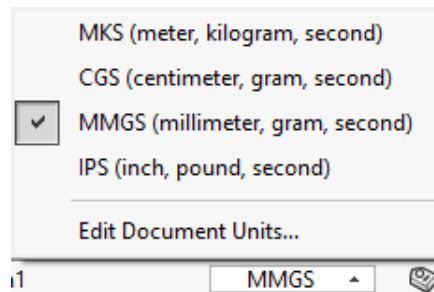 MKS (meter, kilogram, second)
CGS (centimeter, gram, second)
MMGS (millimeter, gram, second)
IPS (inch, pound, second)
Edit Document Units...
MMGS